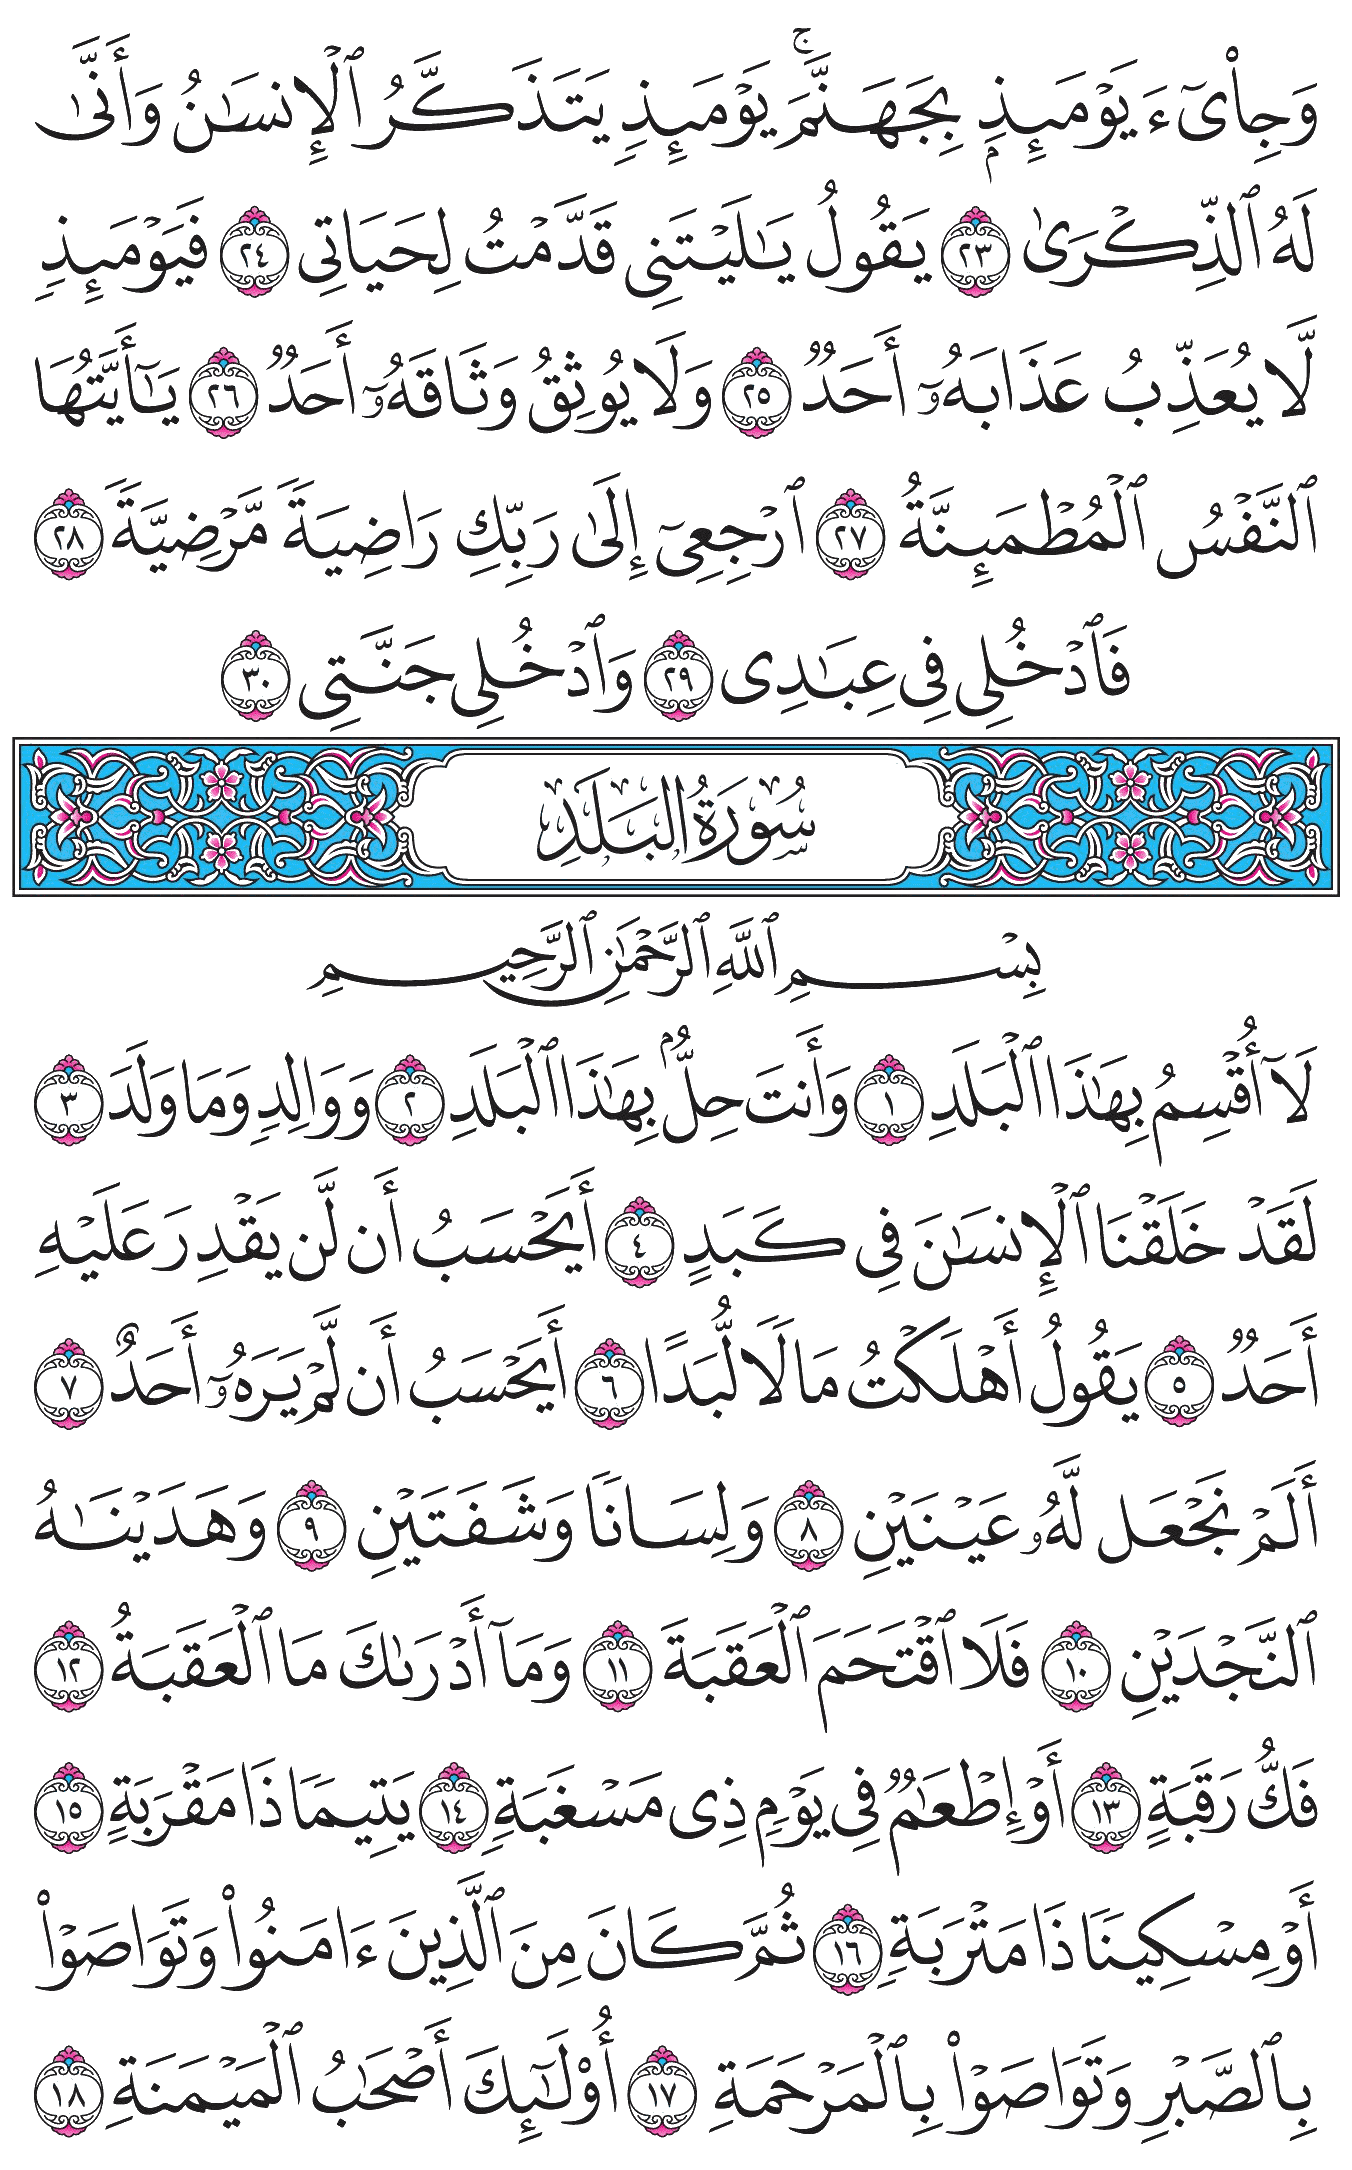 وَجِا۟ىٓءَ يَوۡمَئِذِۭ بِجَهَنَّمَۚ يَوۡمَئِذٖ يَتَذَكَّرُ ٱلۡإِنسَٰنُ وَأَنَّىٰ
لَهُ ٱلذِّكۡرَىٰ ٢٣ يَقُولُ يَٰلَيۡتَنِي قَدَّمۡتُ لِحَيَاتِي ٢٤ فَيَوۡمَئِذٖ
لَّا يُعَذِّبُ عَذَابَهُۥٓ أَحَدٞ ٢٥ وَلَا يُوثِقُ وَثَاقَهُۥٓ أَحَدٞ ٢٦ يَٰٓأَيَّتُهَا
ٱلنَّفۡسُ ٱلۡمُطۡمَئِنَّةُ ٢٧ ٱرۡجِعِيٓ إِلَىٰ رَبِّكِ رَاضِيَةٗ مَّرۡضِيَّةٗ ٢٨
فَٱدۡخُلِي فِي عِبَٰدِي ٢٩ وَٱدۡخُلِي جَنَّتِي ٣٠
سُورَةُ البَلَدِ
بِسۡمِ ٱللَّهِ ٱلرَّحۡمَٰنِ ٱلرَّحِيمِ
لَآ أُقۡسِمُ بِهَٰذَا ٱلۡبَلَدِ ١ وَأَنتَ حِلُّۢ بِهَٰذَا ٱلۡبَلَدِ ٢ وَوَالِدٖ وَمَا وَلَدَ ٣
لَقَدۡ خَلَقۡنَا ٱلۡإِنسَٰنَ فِي كَبَدٍ ٤ أَيَحۡسَبُ أَن لَّن يَقۡدِرَ عَلَيۡهِ
أَحَدٞ ٥ يَقُولُ أَهۡلَكۡتُ مَالٗا لُّبَدًا ٦ أَيَحۡسَبُ أَن لَّمۡ يَرَهُۥٓ أَحَدٌ ٧
أَلَمۡ نَجۡعَل لَّهُۥ عَيۡنَيۡنِ ٨ وَلِسَانٗا وَشَفَتَيۡنِ ٩ وَهَدَيۡنَٰهُ
ٱلنَّجۡدَيۡنِ ١٠ فَلَا ٱقۡتَحَمَ ٱلۡعَقَبَةَ ١١ وَمَآ أَدۡرَىٰكَ مَا ٱلۡعَقَبَةُ ١٢
فَكُّ رَقَبَةٍ ١٣ أَوۡ إِطۡعَٰمٞ فِي يَوۡمٖ ذِي مَسۡغَبَةٖ ١٤ يَتِيمٗا ذَا مَقۡرَبَةٍ ١٥
أَوۡ مِسۡكِينٗا ذَا مَتۡرَبَةٖ ١٦ ثُمَّ كَانَ مِنَ ٱلَّذِينَ ءَامَنُوا۟ وَتَوَاصَوۡا۟
بِٱلصَّبۡرِ وَتَوَاصَوۡا۟ بِٱلۡمَرۡحَمَةِ ١٧ أُو۟لَٰٓئِكَ أَصۡحَٰبُ ٱلۡمَيۡمَنَةِ ١٨